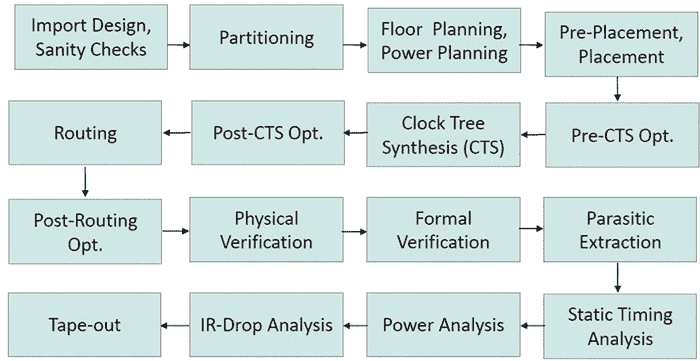 Import Design,
Sanity Checks
Partitioning
Floor Planning,
Power Planning
Pre-Placement,
Placement
Pre-CTS Opt.
Clock Tree
Synthesis (CTS)
Post-CTS Opt.
Routing
Post-Routing
Opt.
Physical
Verification
Formal
Verification
Parasitic
Extraction
Static Timing
Analysis
Power Analysis
IR-Drop Analysis
Tape-out